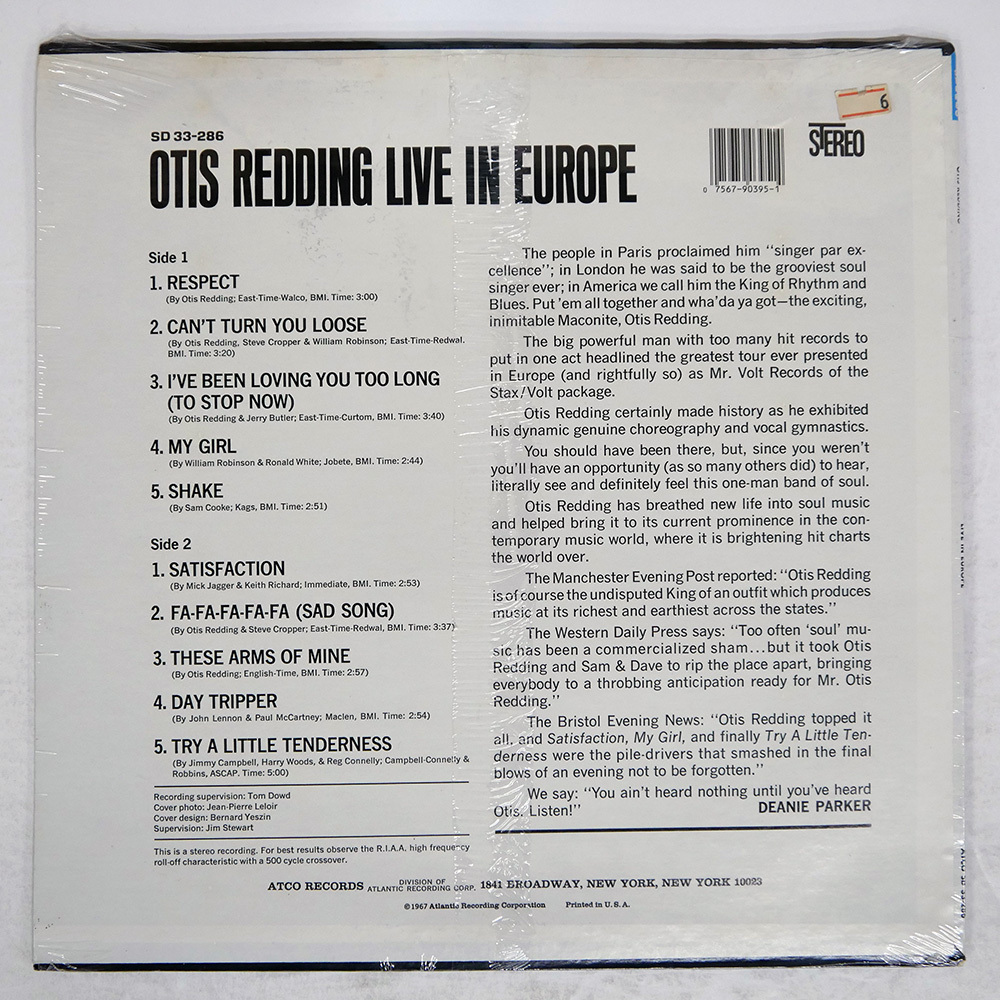 6
SD 33-286
OTIS REDDING LIVE IN EUROPE
0 7567-90395-1
STEREO
Side 1
1. RESPECT
(By Otis Redding; East-Time-Walco, BMI. Time: 3:00)
2. CAN'T TURN YOU LOOSE
(By Otis Redding, Steve Cropper & William Robinson; East-Time-Redwal.
BMI. Time: 3:20)
3. I'VE BEEN LOVING YOU TOO LONG
(TO STOP NOW)
(By Otis Redding & Jerry Butler; East-Time-Curtom, BMI. Time: 3:40)
4. MY GIRL
(By William Robinson & Ronald White; Jobete, BMI. Time: 2:44)
5. SHAKE
(By Sam Cooke; Kags, BMI. Time: 2:51)
Side 2
1. SATISFACTION
(By Mick Jagger & Keith Richard; Immediate, BMI. Time: 2:53)
2. FA-FA-FA-FA-FA (SAD SONG)
(By Otis Redding & Steve Cropper; East-Time-Redwal, BMI. Time: 3:37)
3. THESE ARMS OF MINE
(By Otis Redding; English-Time, BMI. Time: 2:57)
4. DAY TRIPPER
(By John Lennon & Paul McCartney; Maclen, BMI. Time: 2:54)
5. TRY A LITTLE TENDERNESS
(By Jimmy Campbell, Harry Woods, & Reg Connelly; Campbell-Connelly &
Robbins, ASCAP. Time: 5:00)
Recording supervision: Tom Dowd
Cover photo: Jean-Pierre Leloir
Cover design: Bernard Yeszin
Supervision: Jim Stewart
This is a stereo recording. For best results observe the R.I.A.A. high frequency
roll-off characteristic with a 500 cycle crossover.
The people in Paris proclaimed him "singer par ex-
cellence"; in London he was said to be the grooviest soul
singer ever; in America we call him the King of Rhythm and
Blues. Put 'em all together and wha'da ya got—the exciting,
inimitable Maconite, Otis Redding.
The big powerful man with too many hit records to
put in one act headlined the greatest tour ever presented
in Europe (and rightfully so) as Mr. Volt Records of the
Stax/Volt package.
Otis Redding certainly made history as he exhibited
his dynamic genuine choreography and vocal gymnastics.
You should have been there, but, since you weren't
you'll have an opportunity (as so many others did) to hear,
literally see and definitely feel this one-man band of soul.
Otis Redding has breathed new life into soul music
and helped bring it to its current prominence in the con-
temporary music world, where it is brightening hit charts
the world over.
The Manchester Evening Post reported: "Otis Redding
is of course the undisputed King of an outfit which produces
music at its richest and earthiest across the states."
The Western Daily Press says: "Too often 'soul' mu-
sic has been a commercialized sham...but it took Otis
Redding and Sam & Dave to rip the place apart, bringing
everybody to a throbbing anticipation ready for Mr. Otis
Redding."
The Bristol Evening News: "Otis Redding topped it
all, and Satisfaction, My Girl, and finally Try A Little Ten-
derness were the pile-drivers that smashed in the final
blows of an evening not to be forgotten."
We say: "You ain't heard nothing until you've heard
Otis. Listen!" DEANIE PARKER
ATCO RECORDS DIVISION OF ATLANTIC RECORDING CORP. 1841 BROADWAY, NEW YORK, NEW YORK 10023
©1967 Atlantic Recording Corporation Printed in U.S.A.